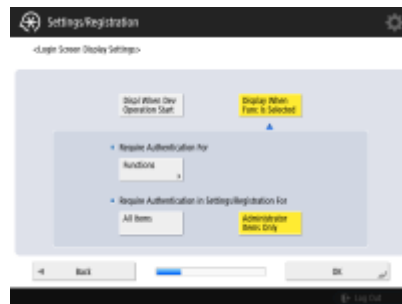 Settings/Registration
<Login Screen Display Settings>
Displ When Dev
Operation Start
Display When
Func Is Selected
Require Authentication For
Functions
Require Authentication in Settings/Registration For
All Items
Administrator
Items Only
Back
OK
Log Out